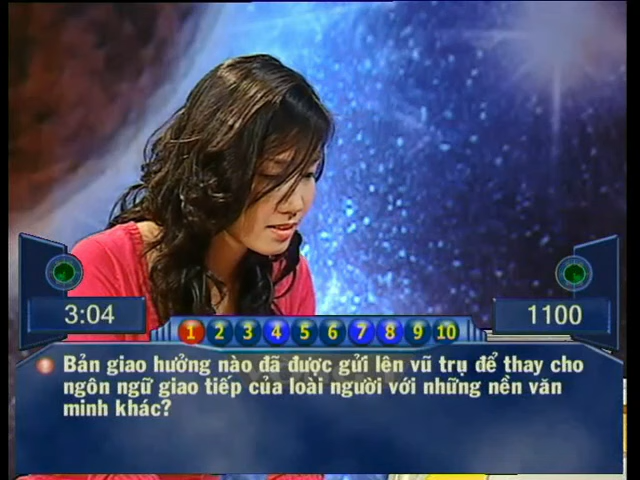 3:04
1100
1 2 3 4 5 6 7 8 9 10
Bản giao hưởng nào đã được gửi lên vũ trụ để thay cho
ngôn ngữ giao tiếp của loài người với những nền văn
minh khác?